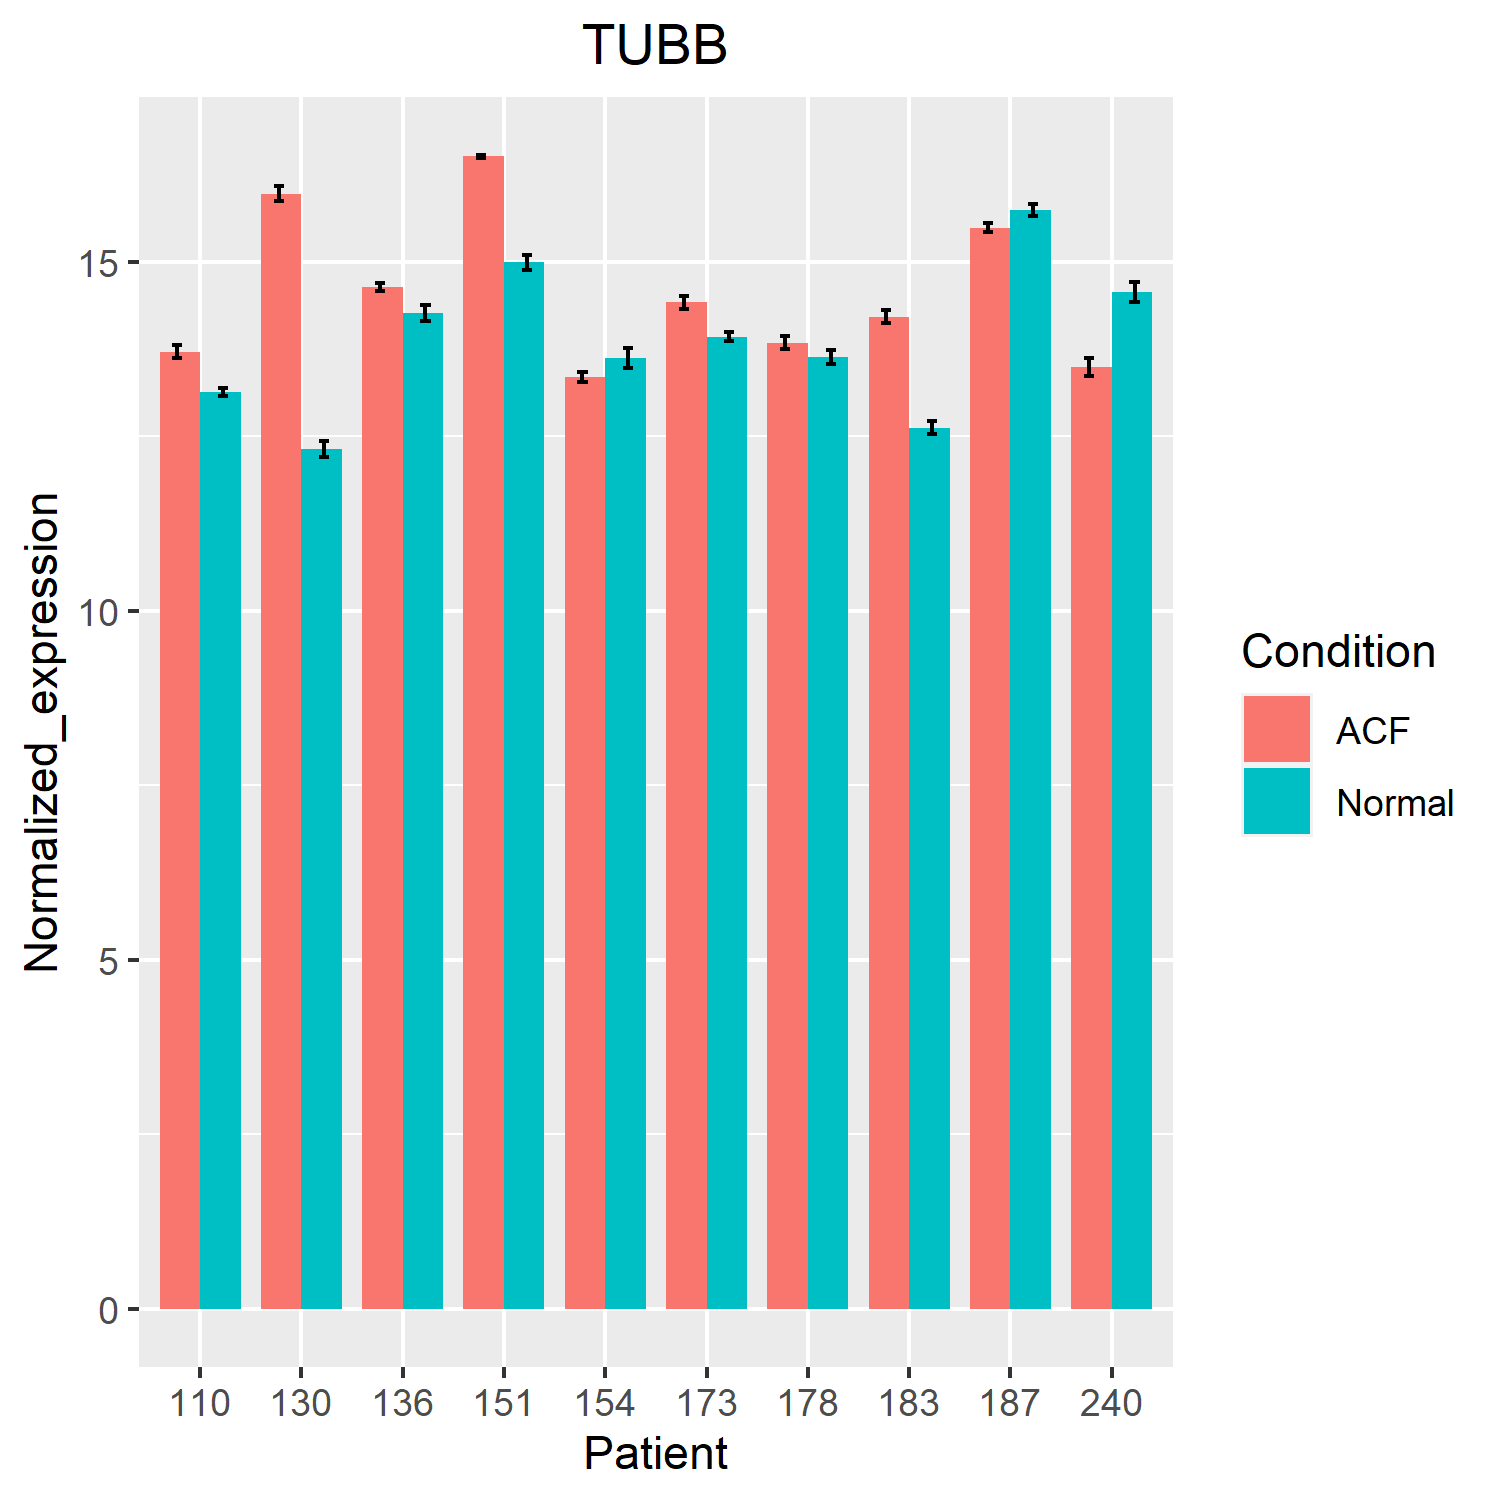 TUBB
Normalized_expression
15
10
5
0
110 130 136 151 154 173 178 183 187 240
Patient
Condition
ACF
Normal